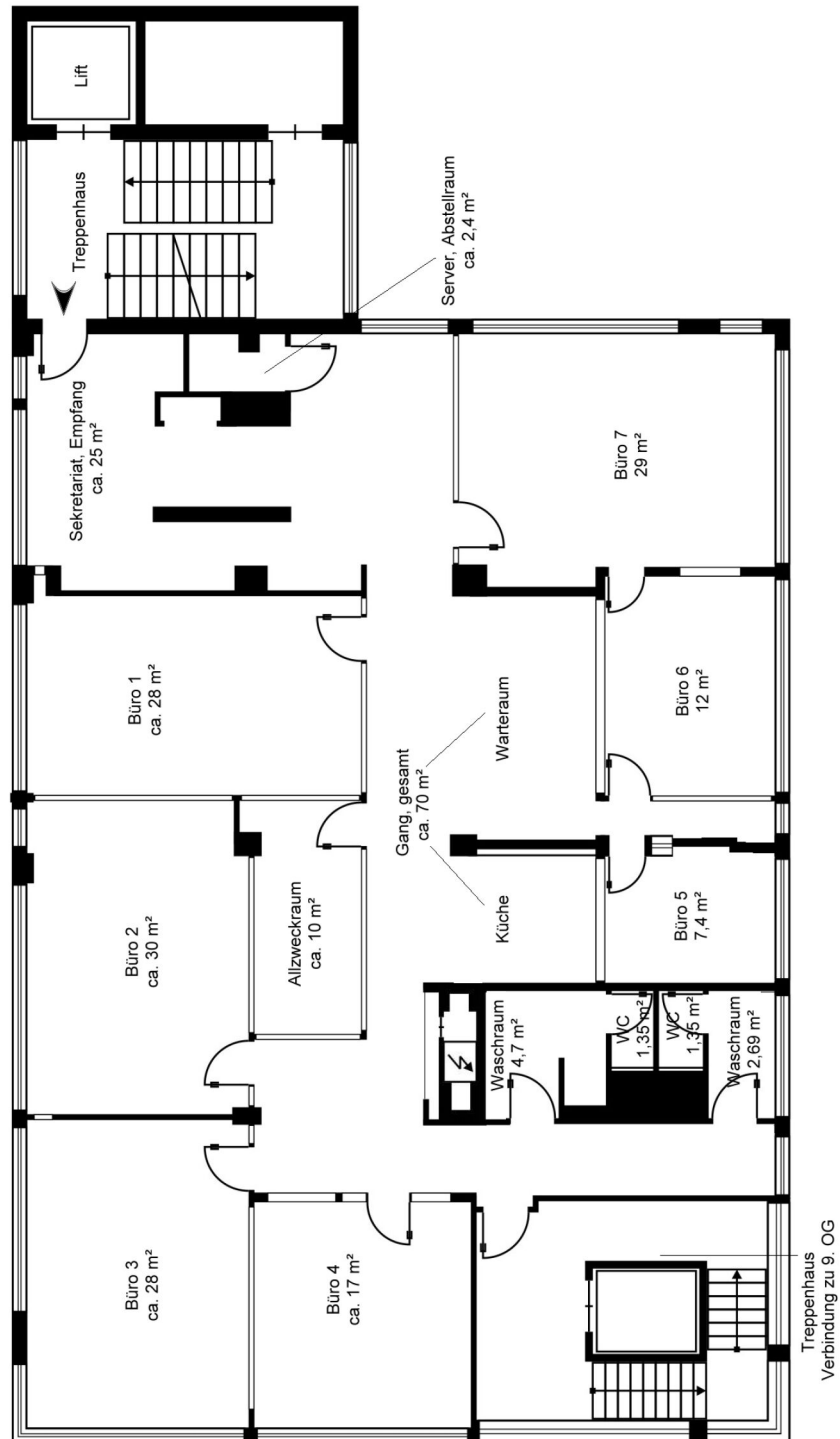 Lift
Treppenhaus
Server, Abstellraum
ca. 2,4 m²
Sekretariat, Empfang
ca. 25 m²
Büro 7
29 m²
Büro 1
ca. 28 m²
Gang, gesamt
ca. 70 m²
Warteraum
Büro 6
12 m²
Büro 2
ca. 30 m²
Allzweckraum
ca. 10 m²
Küche
Büro 5
7,4 m²
Waschraum
4,7 m²
WC
1,35 m²
WC
1,35 m²
Waschraum
2,69 m²
Büro 3
ca. 28 m²
Büro 4
ca. 17 m²
Treppenhaus
Verbindung zu 9. OG